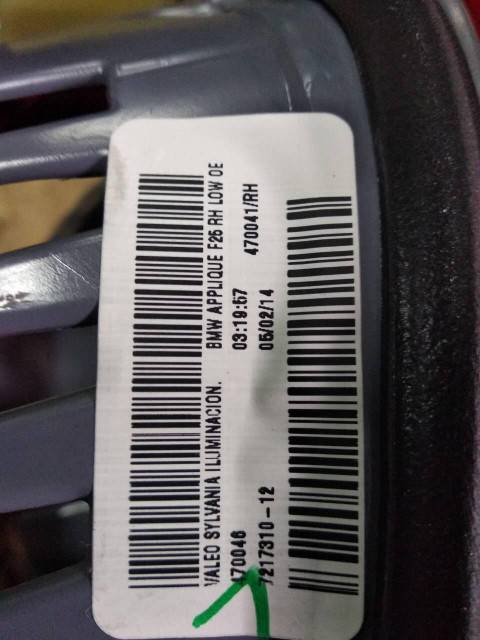 VALEO SYLVANIA ILUMINACION. BMW APPLIQUE F25 RH LOW OE
470046 03:19:57 470041/RH
7217310-12 05/02/14